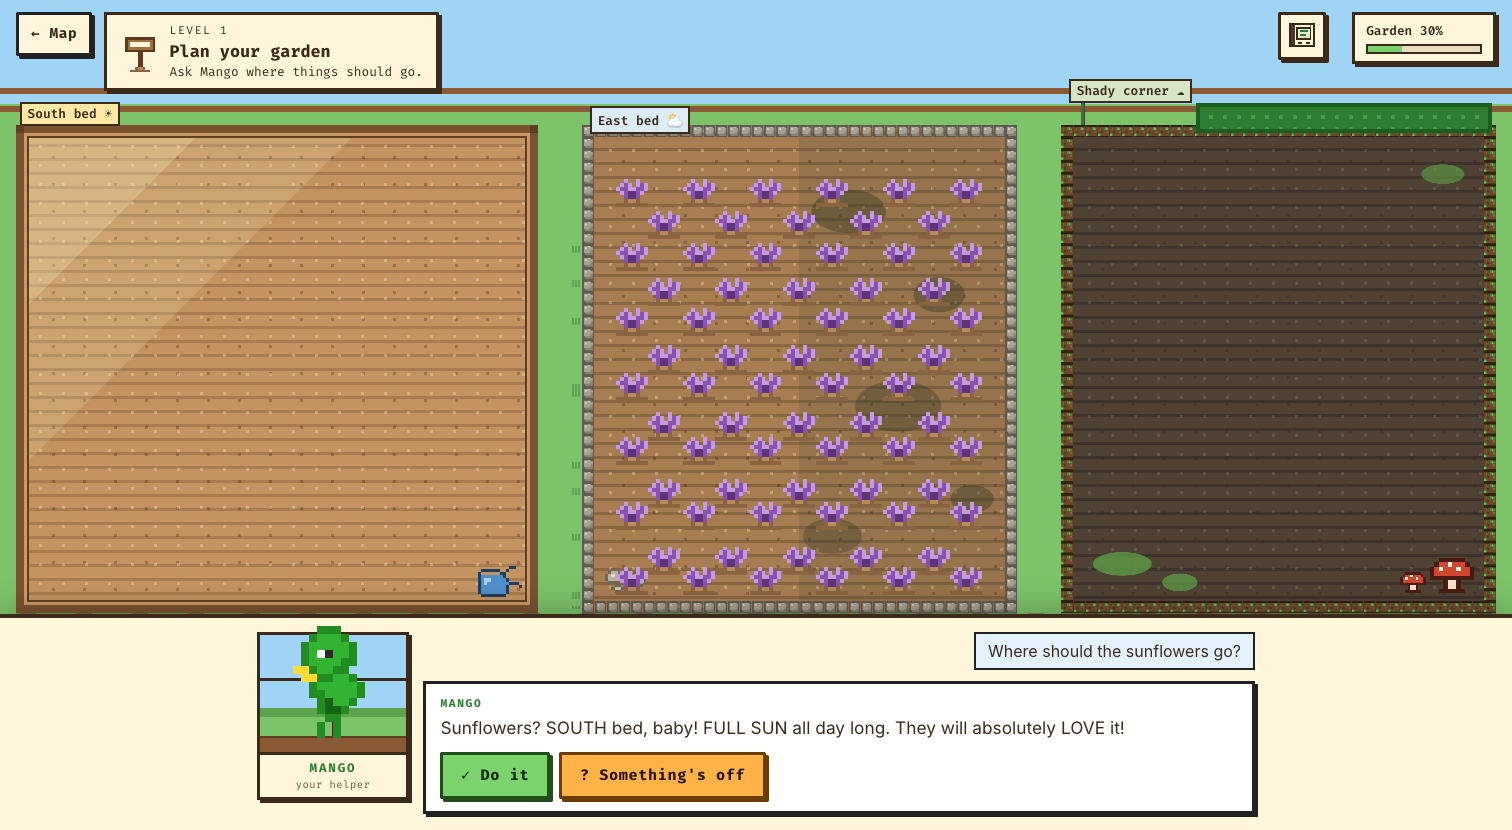 ← Map
LEVEL 1
Plan your garden
Ask Mango where things should go.
Garden 30%
South bed ☀
East bed ⛅
Shady corner ☁
Where should the sunflowers go?
MANGO
Sunflowers? SOUTH bed, baby! FULL SUN all day long. They will absolutely LOVE it!
✓ Do it
? Something's off
MANGO
your helper